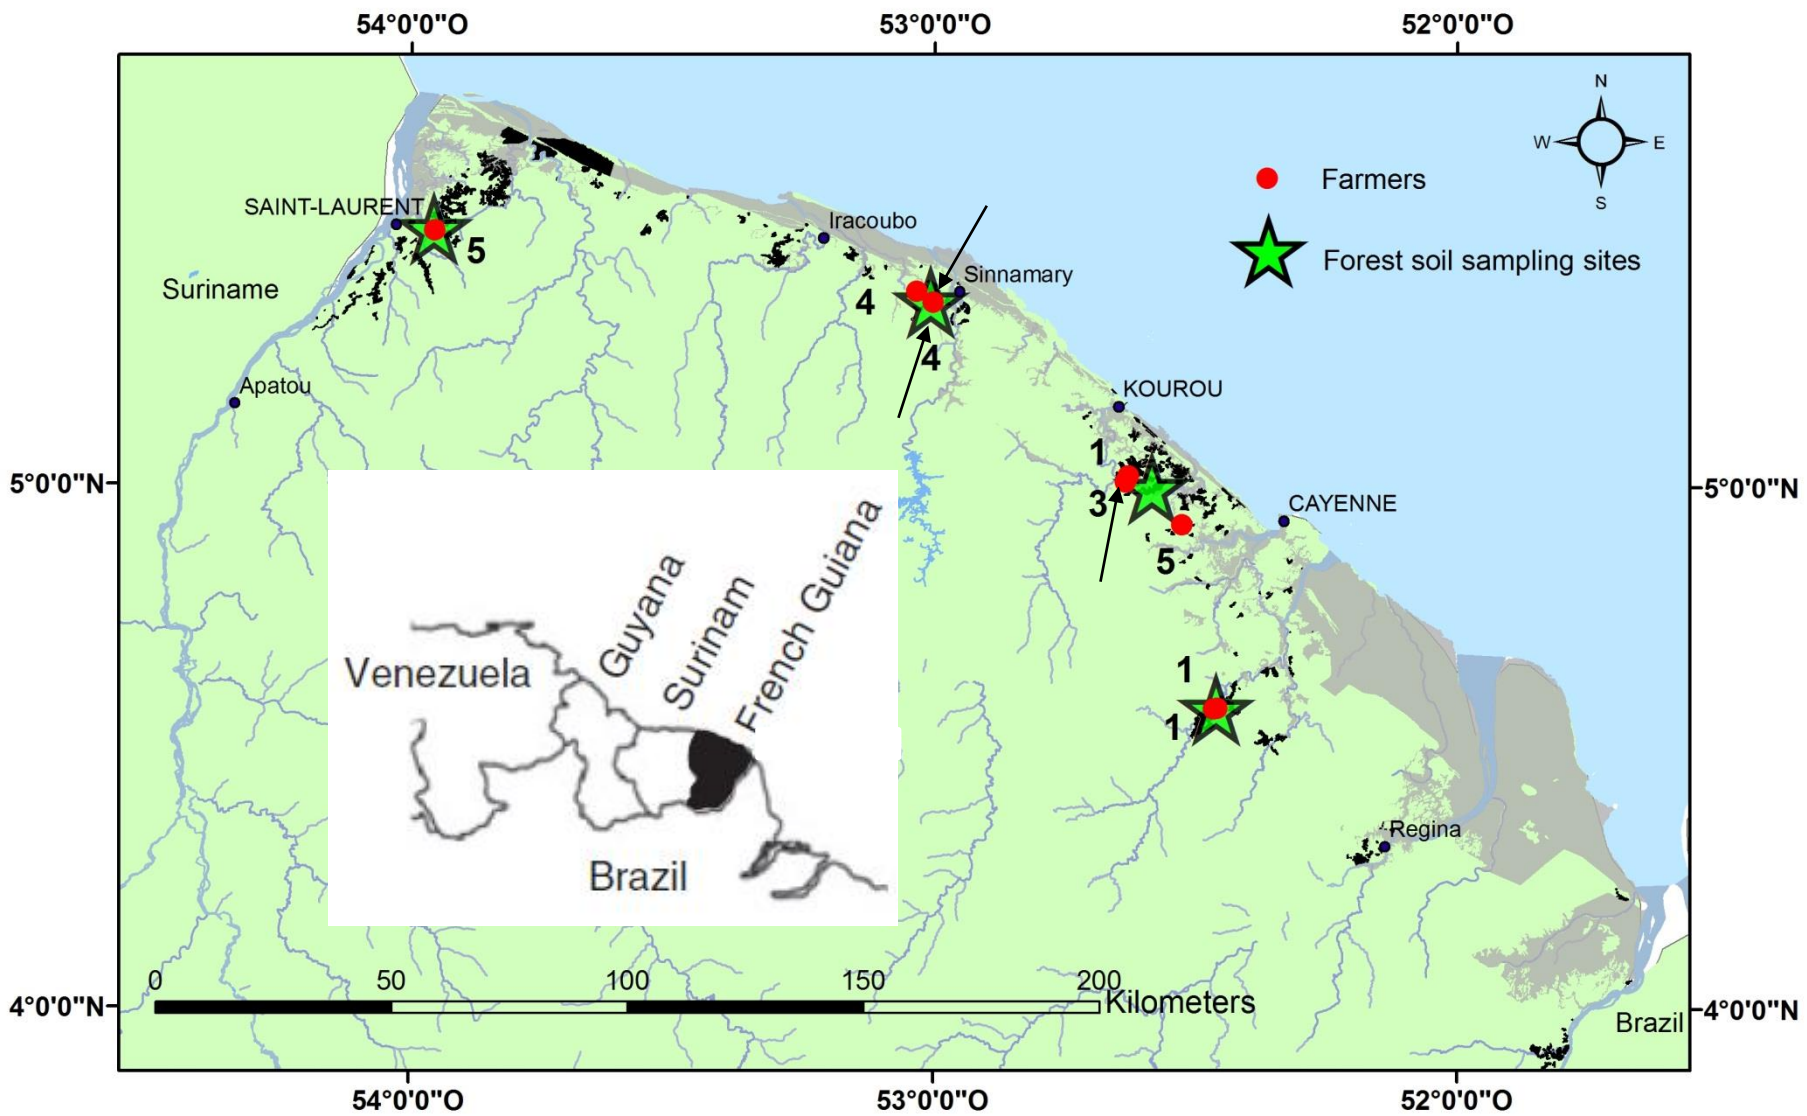 54°0'0"O 53°0'0"O 52°0'0"O
N
W E
S
Farmers
Forest soil sampling sites
SAINT-LAURENT
5
Iracoubo
Suriname
Sinnamary
4
4
Apatou
KOUROU
1
5°0'0"N 5°0'0"N
3
CAYENNE
5
Guyana
Surinam
French Guiana
Venezuela
Brazil
1
1
Regina
0 50 100 150 200
Kilometers
4°0'0"N 4°0'0"N
Brazil
54°0'0"O 53°0'0"O 52°0'0"O